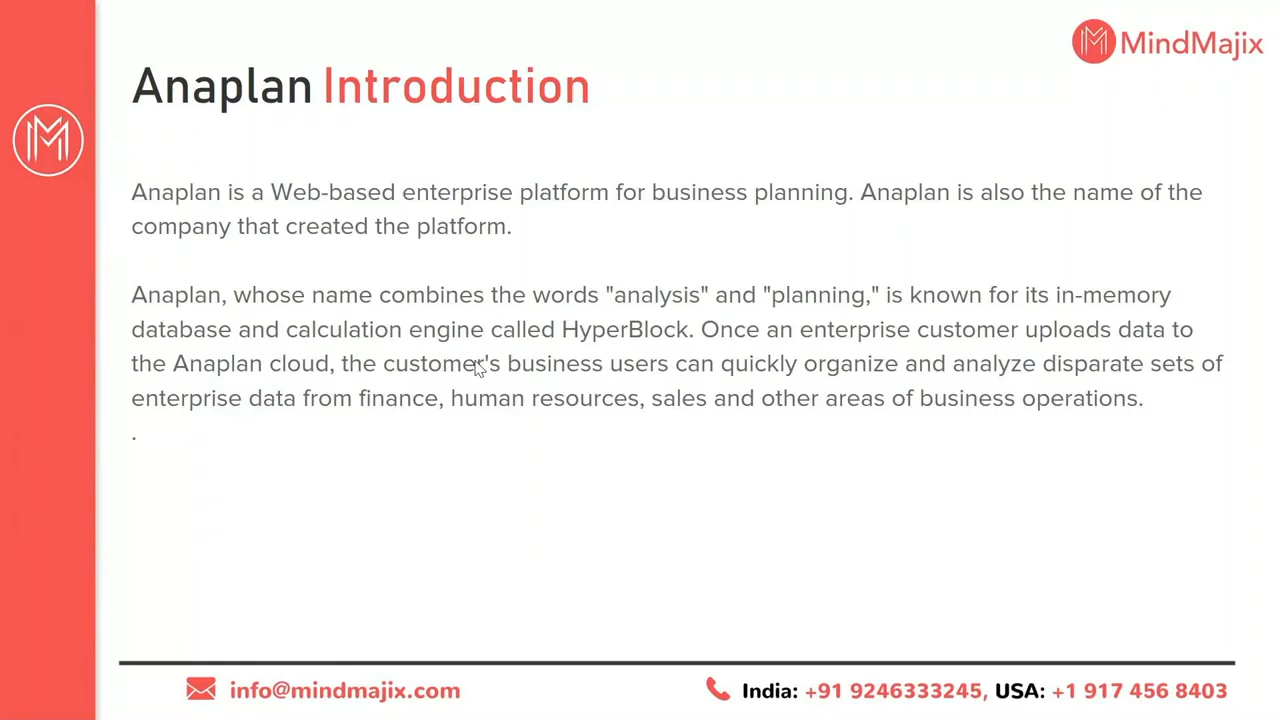 MindMajix
Anaplan Introduction
Anaplan is a Web-based enterprise platform for business planning. Anaplan is also the name of the
company that created the platform.
Anaplan, whose name combines the words "analysis" and "planning," is known for its in-memory
database and calculation engine called HyperBlock. Once an enterprise customer uploads data to
the Anaplan cloud, the customer's business users can quickly organize and analyze disparate sets of
enterprise data from finance, human resources, sales and other areas of business operations.
.
info@mindmajix.com
India: +91 9246333245, USA: +1 917 456 8403